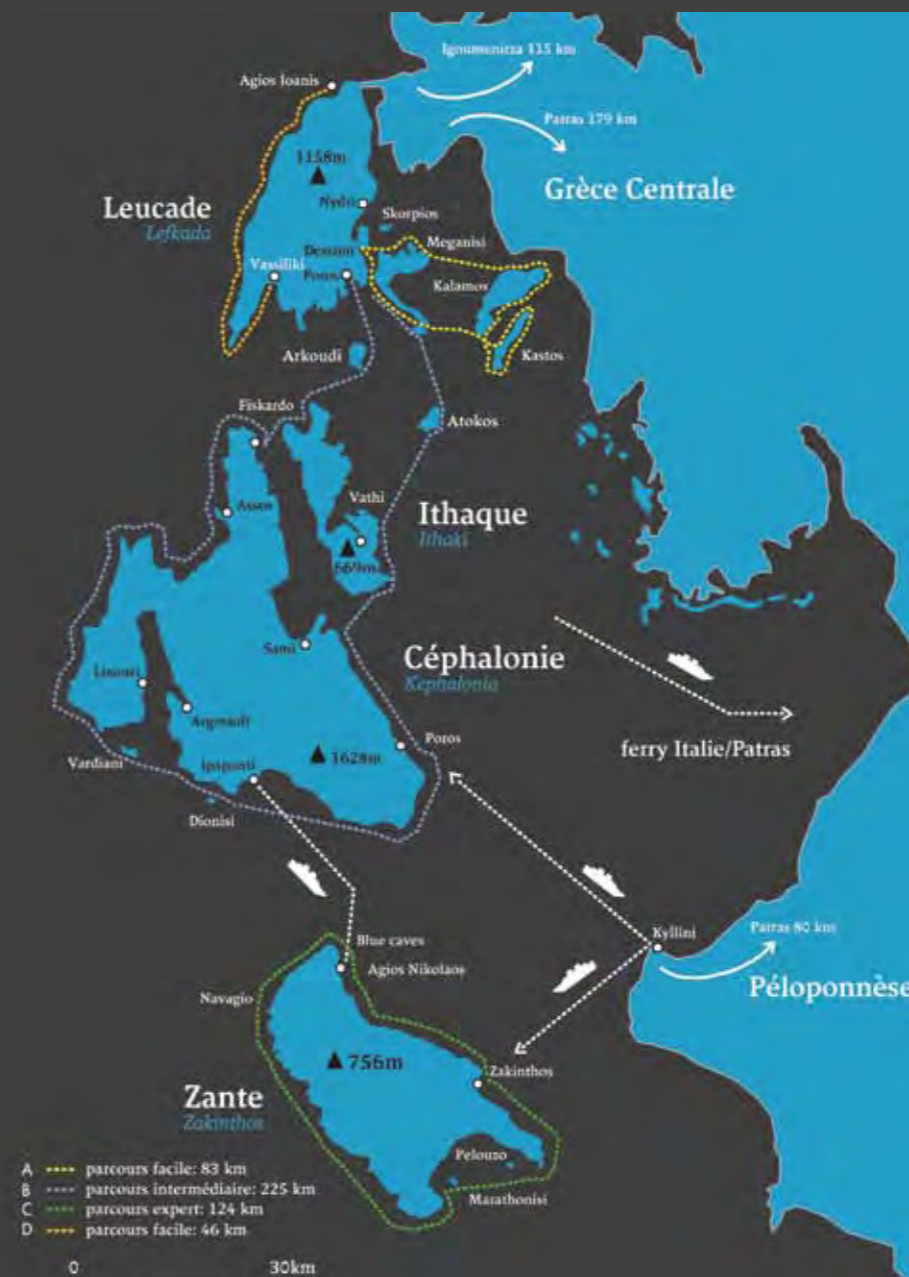 Igoumenitza 115 km
Agios Ioanis
Patras 179 km
1158m
Grèce Centrale
Leucade
Lefkada
Nydri
Skorpios
Meganisi
Dessimi
Vassiliki
Poros
Kalamos
Arkoudi
Kastos
Fiskardo
Atokos
Assos
Vathi
Ithaque
Ithaki
669m
Sami
Céphalonie
Kephalonia
Lixouri
Argostoli
Poros
ferry Italie/Patras
Vardiani
1628m
Dionisi
Kyllini
Patras 80 km
Blue caves
Agios Nikolaos
Péloponnèse
Navagio
756m
Zakinthos
Zante
Zakinthos
Pelouzo
Marathonisi
A parcours facile: 83 km
B parcours intermédiaire: 225 km
C parcours expert: 124 km
D parcours facile: 46 km
0 30km